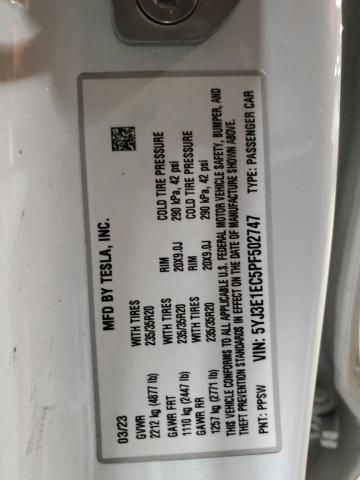 MFD BY TESLA, INC.
03/23
GVWR WITH TIRES RIM COLD TIRE PRESSURE
2212 kg (4877 lb) 235/35R20 20X9.0J 290 kPa, 42 psi
GAWR FRT WITH TIRES RIM COLD TIRE PRESSURE
1110 kg (2447 lb) 235/35R20 20X9.0J 290 kPa, 42 psi
GAWR RR
1257 kg (2771 lb)
THIS VEHICLE CONFORMS TO ALL APPLICABLE U.S. FEDERAL MOTOR VEHICLE SAFETY, BUMPER, AND
THEFT PREVENTION STANDARDS IN EFFECT ON THE DATE OF MANUFACTURE SHOWN ABOVE.
VIN: 5YJ3E1EC5PF502747
PNT: PPSW TYPE: PASSENGER CAR